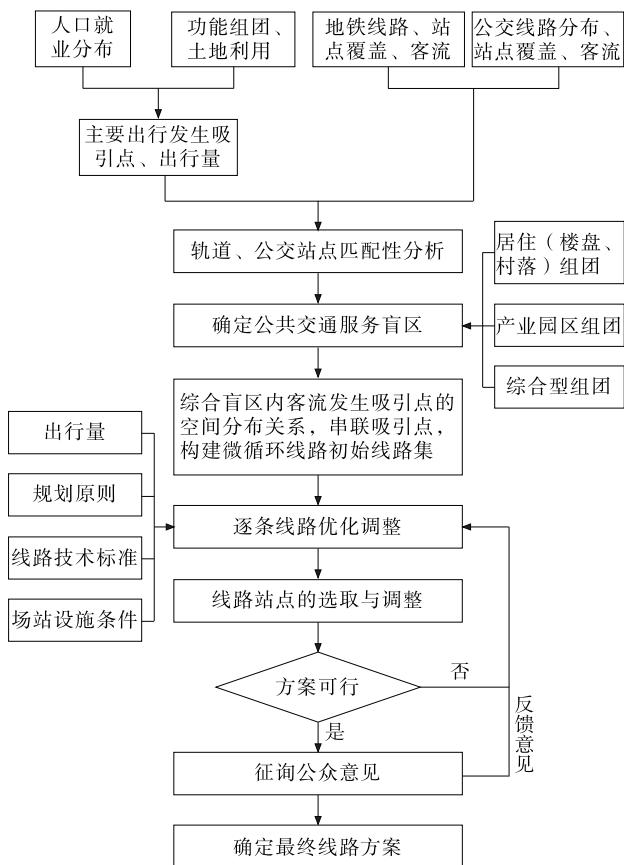 人口就
业分布
功能组团、
土地利用
地铁线路、站
点覆盖、客流
公交线路分布、
站点覆盖、客流
主要出行发生吸
引点、出行量
轨道、公交站点匹配性分析
居住（楼盘、
村落）组团
确定公共交通服务盲区
产业园区组团
综合型组团
综合盲区内客流发生吸引点的
空间分布关系，串联吸引点，
构建微循环线路初始线路集
出行量
规划原则
逐条线路优化调整
线路技术标准
线路站点的选取与调整
场站设施条件
方案可行
否
是
反馈意见
征询公众意见
确定最终线路方案